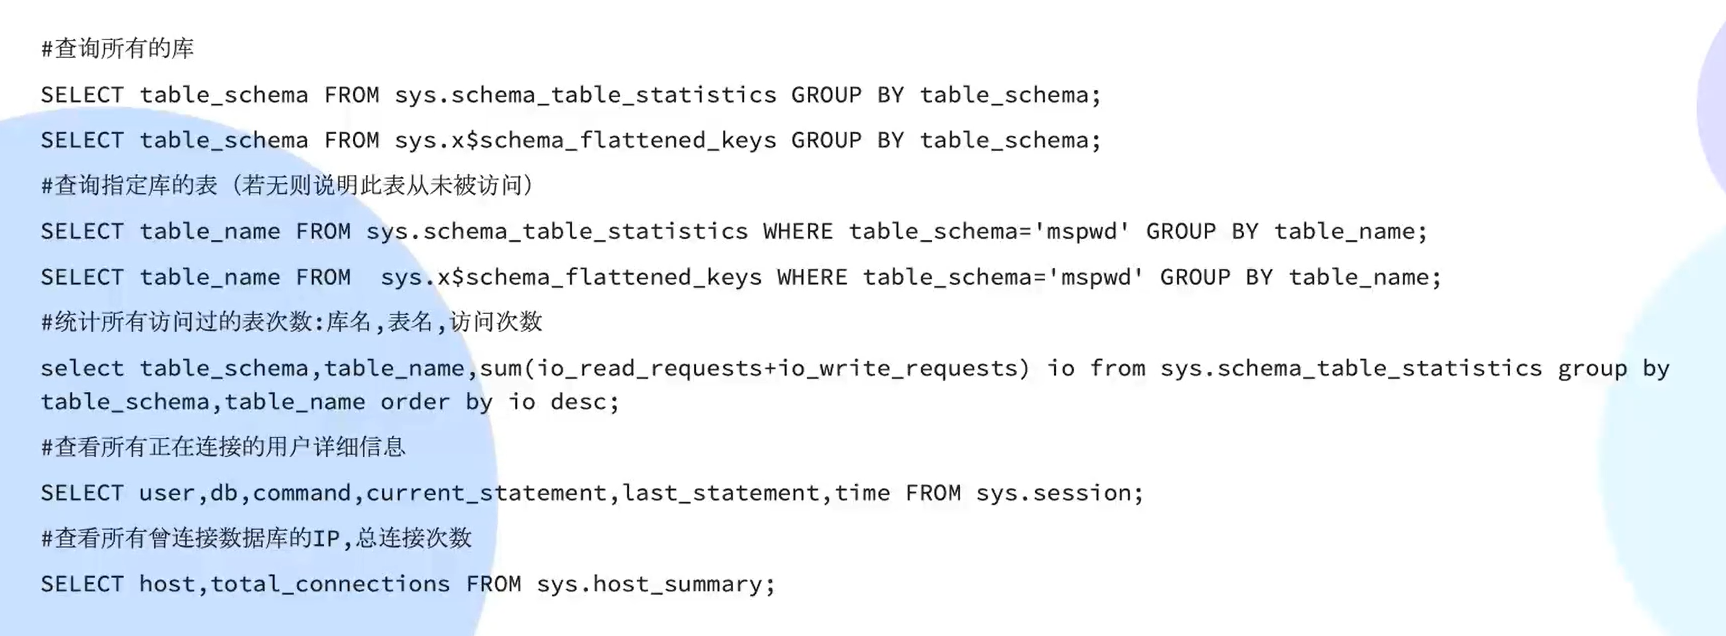 #查询所有的库
SELECT table_schema FROM sys.schema_table_statistics GROUP BY table_schema;
SELECT table_schema FROM sys.x$schema_flattened_keys GROUP BY table_schema;
#查询指定库的表（若无则说明此表从未被访问）
SELECT table_name FROM sys.schema_table_statistics WHERE table_schema='mspwd' GROUP BY table_name;
SELECT table_name FROM  sys.x$schema_flattened_keys WHERE table_schema='mspwd' GROUP BY table_name;
#统计所有访问过的表次数:库名,表名,访问次数
select table_schema,table_name,sum(io_read_requests+io_write_requests) io from sys.schema_table_statistics group by
table_schema,table_name order by io desc;
#查看所有正在连接的用户详细信息
SELECT user,db,command,current_statement,last_statement,time FROM sys.session;
#查看所有曾连接数据库的IP,总连接次数
SELECT host,total_connections FROM sys.host_summary;